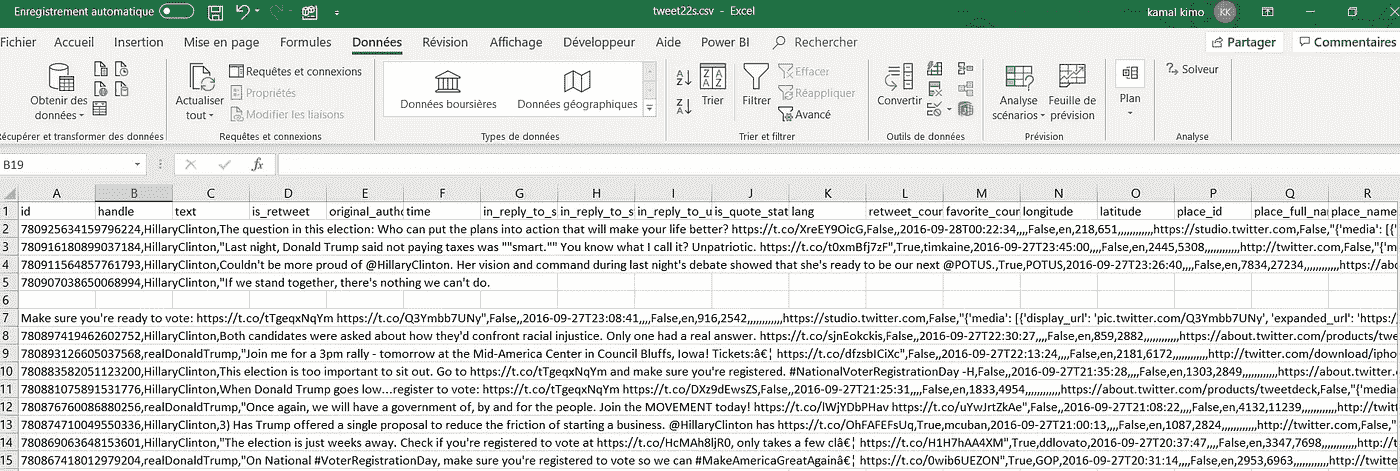 Enregistrement automatique tweet22s.csv - Excel kamal kimo KK
Fichier Accueil Insertion Mise en page Formules Données Révision Affichage Développeur Aide Power BI Rechercher Partager Commentaires
Obtenir des données Actualiser tout Requêtes et connexions Propriétés Modifier les liaisons Données boursières Données géographiques Trier Filtrer Effacer Réappliquer Avancé Convertir Analyse scénarios Feuille de prévision Plan Solveur
Récupérer et transformer des données Requêtes et connexions Types de données Trier et filtrer Outils de données Prévision Analyse
B19 fx
A B C D E F G H I J K L M N O P Q R
1 id handle text is_retweet original_autho time in_reply_to_s in_reply_to_s in_reply_to_u is_quote_stat lang retweet_cour favorite_cour longitude latitude place_id place_full_nar place_name
2 780925634159796224,HillaryClinton,The question in this election: Who can put the plans into action that will make your life better? https://t.co/XreEY9OicG,False,,2016-09-28T00:22:34,,,,False,en,218,651,,,,,,,,,,,https://studio.twitter.com,False,"{'media': [{'
3 780916180899037184,HillaryClinton,"Last night, Donald Trump said not paying taxes was ""smart."" You know what I call it? Unpatriotic. https://t.co/t0xmBfj7zF",True,timkaine,2016-09-27T23:45:00,,,,False,en,2445,5308,,,,,,,,,,,http://twitter.com,False,"{'m
4 780911564857761793,HillaryClinton,Couldn't be more proud of @HillaryClinton. Her vision and command during last night's debate showed that she's ready to be our next @POTUS.,True,POTUS,2016-09-27T23:26:40,,,,False,en,7834,27234,,,,,,,,,,,https://abo
5 780907038650068994,HillaryClinton,"If we stand together, there's nothing we can't do.
6
7 Make sure you're ready to vote: https://t.co/tTgeqxNqYm https://t.co/Q3Ymbb7UNy",False,,2016-09-27T23:08:41,,,,False,en,916,2542,,,,,,,,,,,https://studio.twitter.com,False,"{'media': [{'display_url': 'pic.twitter.com/Q3Ymbb7UNy', 'expanded_url': 'https:/
8 780897419462602752,HillaryClinton,Both candidates were asked about how they'd confront racial injustice. Only one had a real answer. https://t.co/sjnEokckis,False,,2016-09-27T22:30:27,,,,False,en,859,2882,,,,,,,,,,,https://about.twitter.com/products/twe
9 780893126605037568,realDonaldTrump,"Join me for a 3pm rally - tomorrow at the Mid-America Center in Council Bluffs, Iowa! Tickets:â€¦ https://t.co/dfzsbICiXc",False,,2016-09-27T22:13:24,,,,False,en,2181,6172,,,,,,,,,,,http://twitter.com/download/ipho
10 780883582051123200,HillaryClinton,This election is too important to sit out. Go to https://t.co/tTgeqxNqYm and make sure you're registered. #NationalVoterRegistrationDay -H,False,,2016-09-27T21:35:28,,,,False,en,1303,2849,,,,,,,,,,,https://about.twitter.
11 780881075891531776,HillaryClinton,When Donald Trump goes low...register to vote: https://t.co/tTgeqxNqYm https://t.co/DXz9dEwsZS,False,,2016-09-27T21:25:31,,,,False,en,1833,4954,,,,,,,,,,,https://about.twitter.com/products/tweetdeck,False,"{'media
12 780876760086880256,realDonaldTrump,"Once again, we will have a government of, by and for the people. Join the MOVEMENT today! https://t.co/lWjYDbPHav https://t.co/uYwJrtZkAe",False,,2016-09-27T21:08:22,,,,False,en,4132,11239,,,,,,,,,,,http://twit
13 780874710049550336,HillaryClinton,3) Has Trump offered a single proposal to reduce the friction of starting a business. @HillaryClinton has https://t.co/OhFAFEFsUq,True,mcuban,2016-09-27T21:00:13,,,,False,en,1087,2824,,,,,,,,,,,http://twitter.com,False,"
14 780869063648153601,HillaryClinton,"The election is just weeks away. Check if you're registered to vote at https://t.co/HcMAh8ljR0, only takes a few clâ€¦ https://t.co/H1H7hAA4XM",True,ddlovato,2016-09-27T20:37:47,,,,False,en,3347,7698,,,,,,,,,,,http://tw
15 780867418012979204,realDonaldTrump,"On National #VoterRegistrationDay, make sure you're registered to vote so we can #MakeAmericaGreatAgainâ€¦ https://t.co/0wib6UEZON",True,GOP,2016-09-27T20:31:14,,,,False,en,2953,6963,,,,,,,,,,,http://twitte